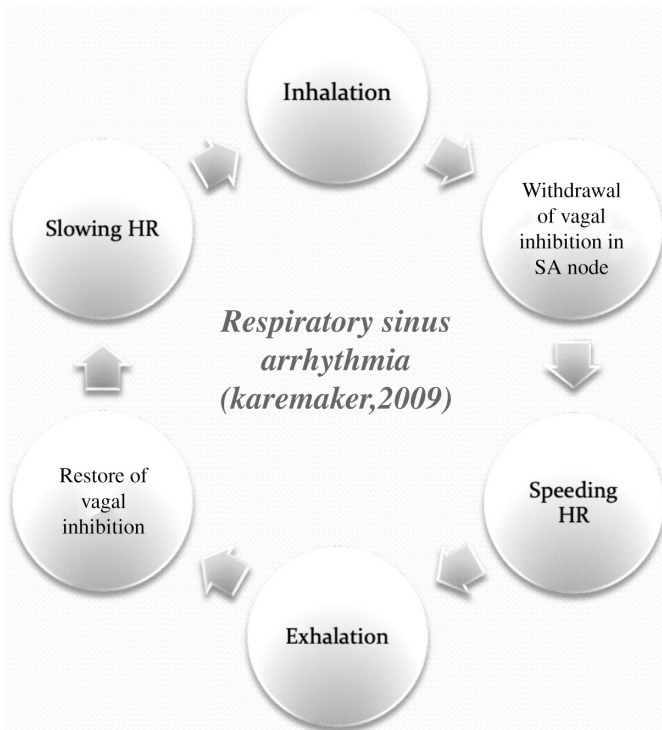 Inhalation
Withdrawal
of vagal
inhibition in
SA node
Speeding
HR
Exhalation
Restore of
vagal
inhibition
Slowing HR
Respiratory sinus
arrhythmia
(karemaker,2009)